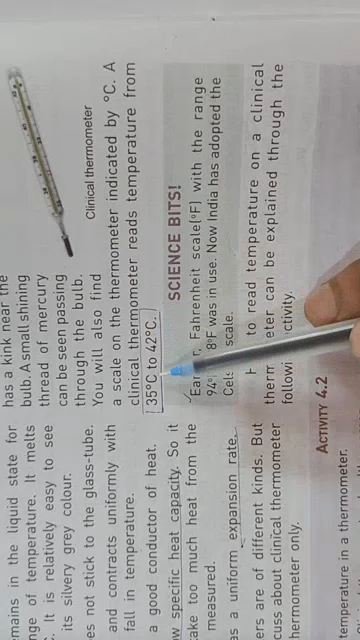 mains in the liquid state for
nge of temperature. It melts
. It is relatively easy to see
its silvery grey colour.
es not stick to the glass-tube.
and contracts uniformly with
fall in temperature.
a good conductor of heat.
w specific heat capacity. So it
ake too much heat from the
measured.
as a uniform expansion rate.
rs are of different kinds. But
cuss about clinical thermometer
hermometer only.
has a kink near the
bulb. A small shining
thread of mercury
can be seen passing
through the bulb.
You will also find
Clinical thermometer
a scale on the thermometer indicated by °C. A
clinical thermometer reads temperature from
35°C to 42°C.
SCIENCE BITS!
Fahrenheit scale(°F) with the range
94° 8°F was in use. Now India has adopted the
Cels scale.
to read temperature on a clinical
therm eter can be explained through the
followi ctivity.
ACTIVITY 4.2
emperature in a thermometer.